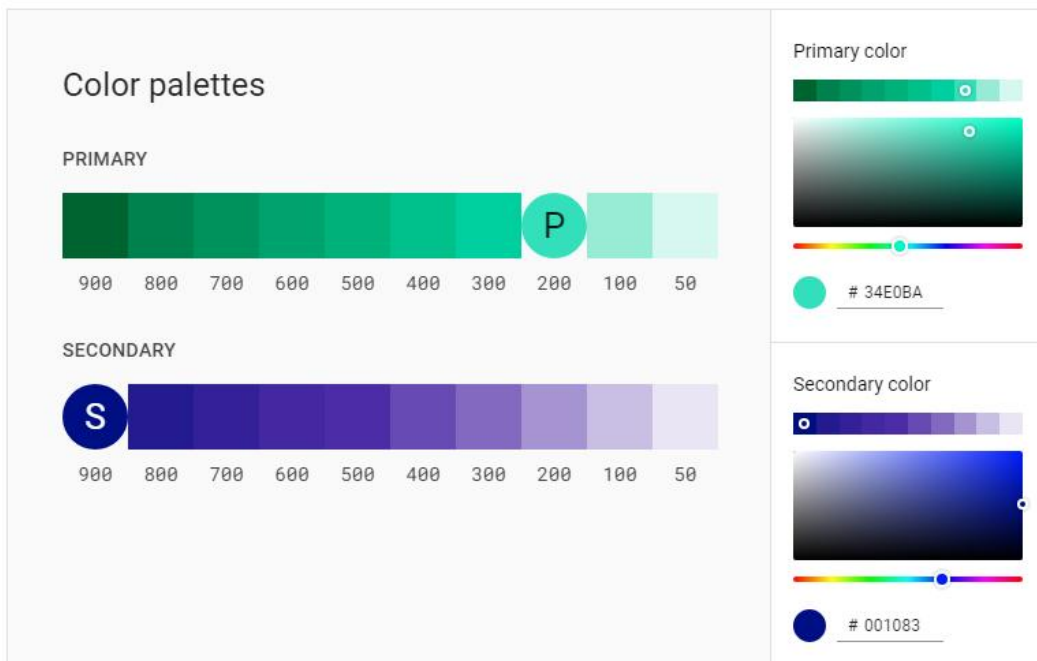 Color palettes
PRIMARY
P
900 800 700 600 500 400 300 200 100 50
SECONDARY
S
900 800 700 600 500 400 300 200 100 50
Primary color
# 34E0BA
Secondary color
# 001083